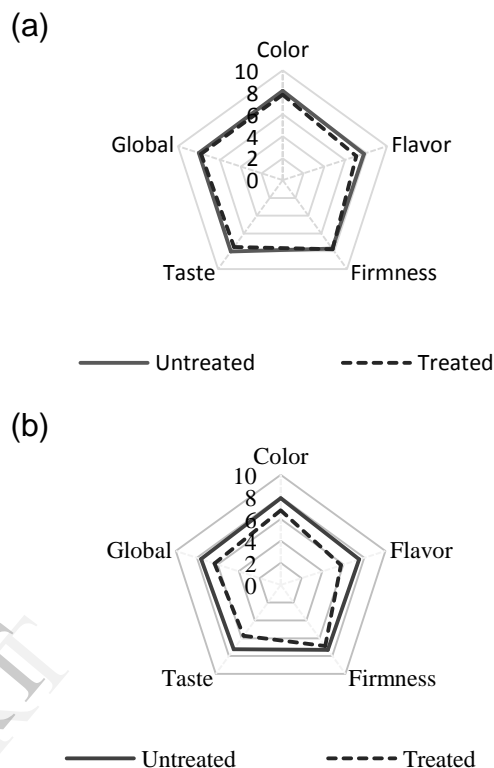 (a)
Color
10
8
6
4
2
0
Global
Flavor
Taste
Firmness
Untreated Treated
(b)
Color
10
8
6
4
2
0
Global
Flavor
Taste
Firmness
Untreated Treated